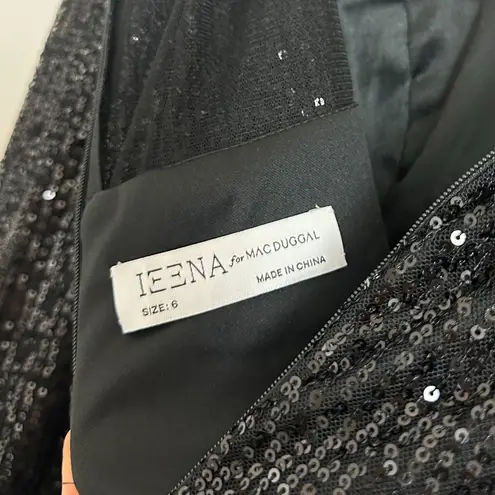 IEENA for MAC DUGGAL
SIZE: 6
MADE IN CHINA